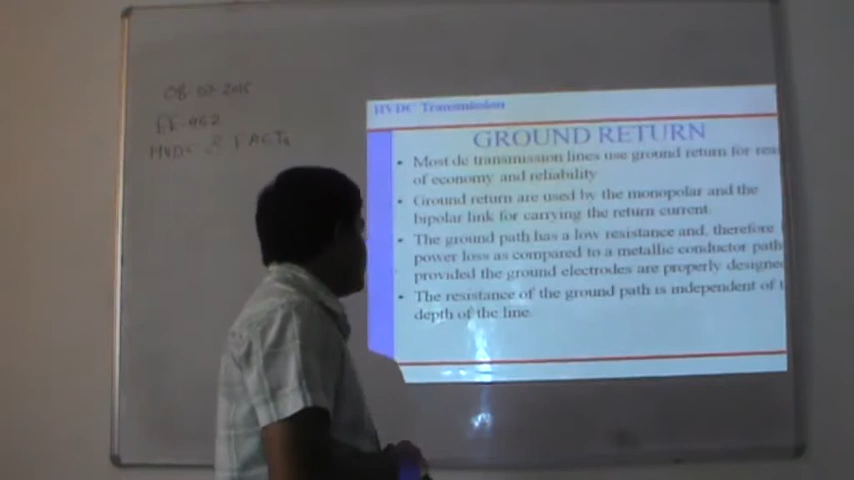 08-07-2015
EE-462
HVDC & FACTs
HVDC Transmission
GROUND RETURN
• Most dc transmission lines use ground return for
of economy and reliability
• Ground return are used by the monopolar and the
bipolar link for carrying the return current.
• The ground path has a low resistance and, therefore
power loss as compared to a metallic conductor path
provided the ground electrodes are properly designed
• The resistance of the ground path is independent of
depth of the line